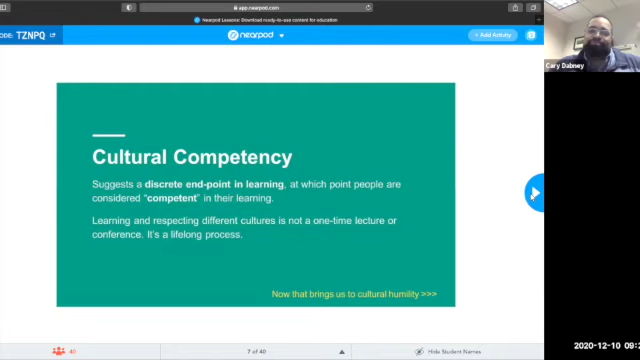 app.nearpod.com
Nearpod Lessons: Download ready-to-use content for education
ODE: TZNPQ
nearpod
+ Add Activity
Cary Dabney
Cultural Competency
Suggests a discrete end-point in learning, at which point people are
considered “competent” in their learning.
Learning and respecting different cultures is not a one-time lecture or
conference. It's a lifelong process.
Now that brings us to cultural humility >>>
40
7 of 40
Hide Student Names
2020-12-10 09:2